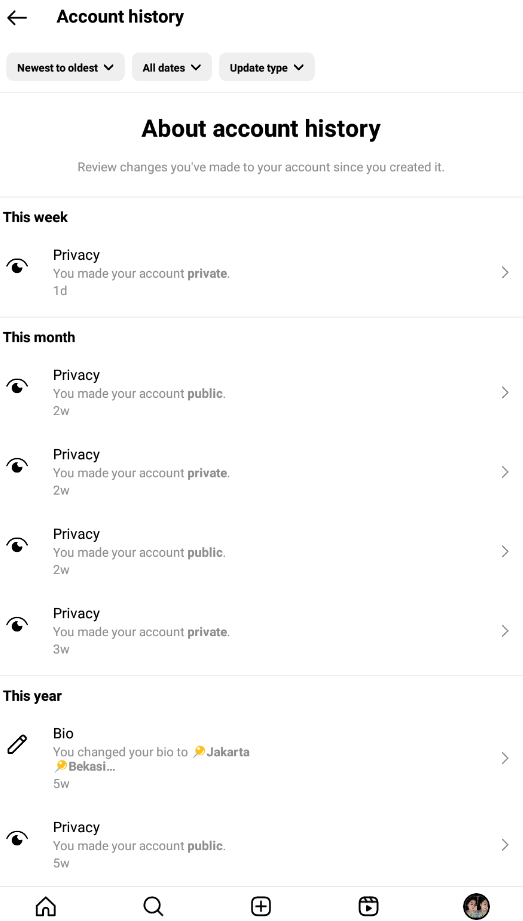 Account history
Newest to oldest
All dates
Update type
About account history
Review changes you've made to your account since you created it.
This week
Privacy
You made your account private.
1d
This month
Privacy
You made your account public.
2w
Privacy
You made your account private.
2w
Privacy
You made your account public.
2w
Privacy
You made your account private.
3w
This year
Bio
You changed your bio to 🔑Jakarta
🔑Bekasi...
5w
Privacy
You made your account public.
5w